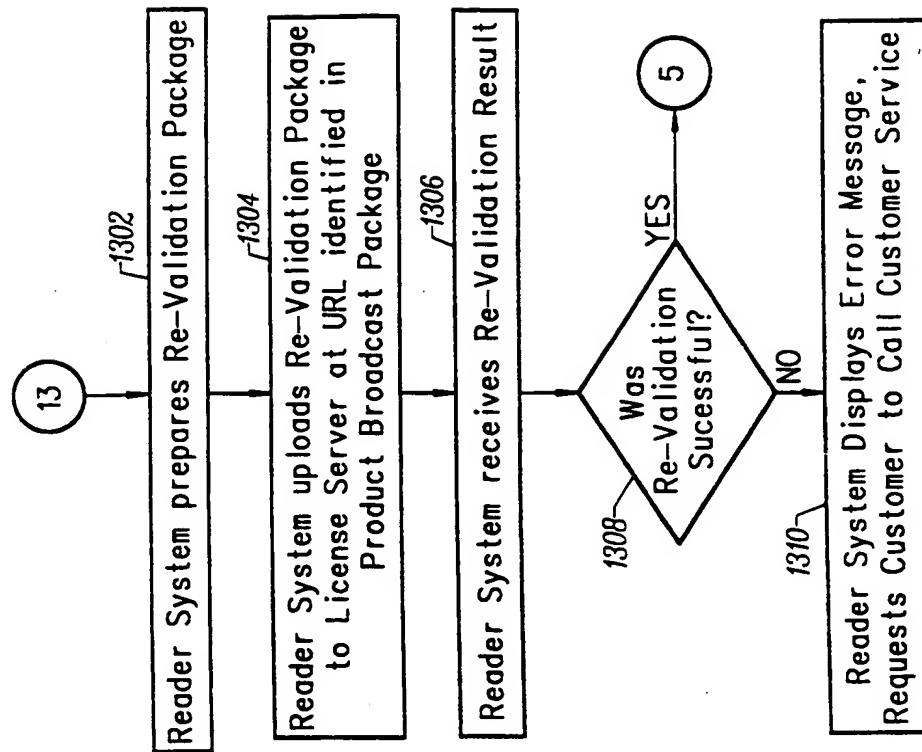 13
1302
Reader System prepares Re-Validation Package
1304
Reader System uploads Re-Validation Package
to License Server at URL identified in
Product Broadcast Package
1306
Reader System receives Re-Validation Result
Was
Re-Validation
Sucessful?
1308
YES
5
NO
1310
Reader System Displays Error Message,
Requests Customer to Call Customer Service